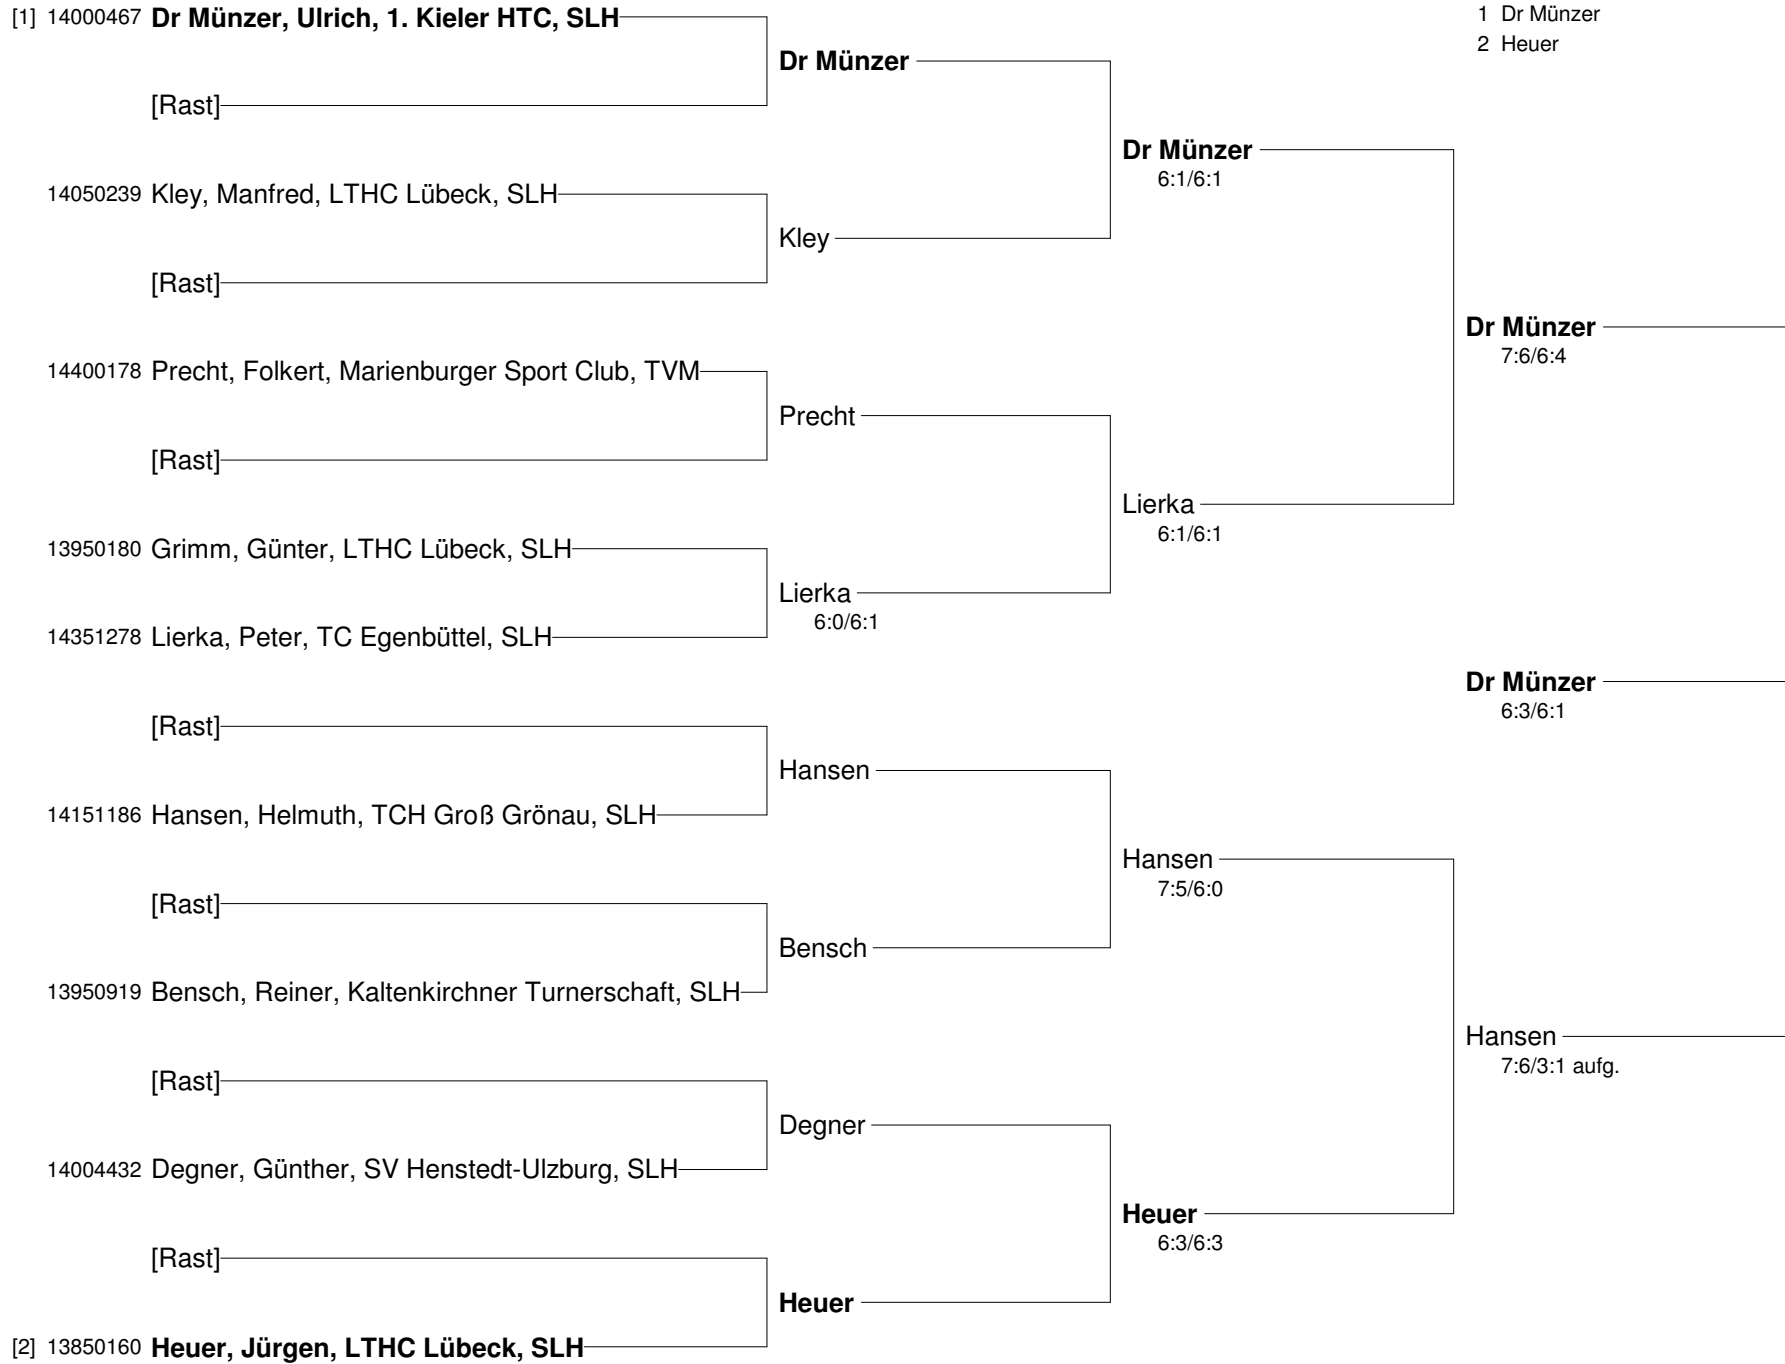 [1] 14000467 Dr Münzer, Ulrich, 1. Kieler HTC, SLH
[Rast]
14050239 Kley, Manfred, LTHC Lübeck, SLH
[Rast]
14400178 Precht, Folkert, Marienburger Sport Club, TVM
[Rast]
13950180 Grimm, Günter, LTHC Lübeck, SLH
14351278 Lierka, Peter, TC Egenbüttel, SLH
[Rast]
14151186 Hansen, Helmuth, TCH Groß Grönau, SLH
[Rast]
13950919 Bensch, Reiner, Kaltenkirchner Turnerschaft, SLH
[Rast]
14004432 Degner, Günther, SV Henstedt-Ulzburg, SLH
[Rast]
[2] 13850160 Heuer, Jürgen, LTHC Lübeck, SLH
Dr Münzer
Kley
Precht
Lierka
6:0/6:1
Hansen
Bensch
Degner
Heuer
Dr Münzer
6:1/6:1
Lierka
6:1/6:1
Hansen
7:5/6:0
Heuer
6:3/6:3
1 Dr Münzer
2 Heuer
Dr Münzer
7:6/6:4
Dr Münzer
6:3/6:1
Hansen
7:6/3:1 aufg.